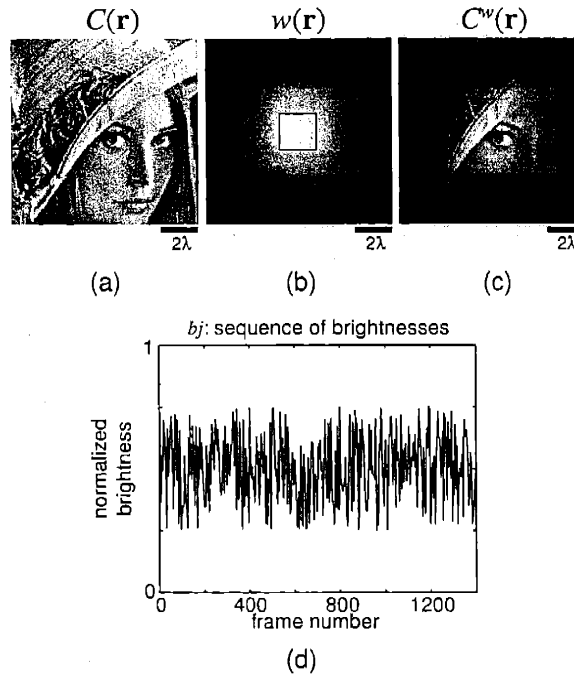 C(r) w(r) C^w(r)
2λ 2λ 2λ
(a) (b) (c)
bj: sequence of brightnesses
1
normalized
brightness
0
0 400 800 1200
frame number
(d)